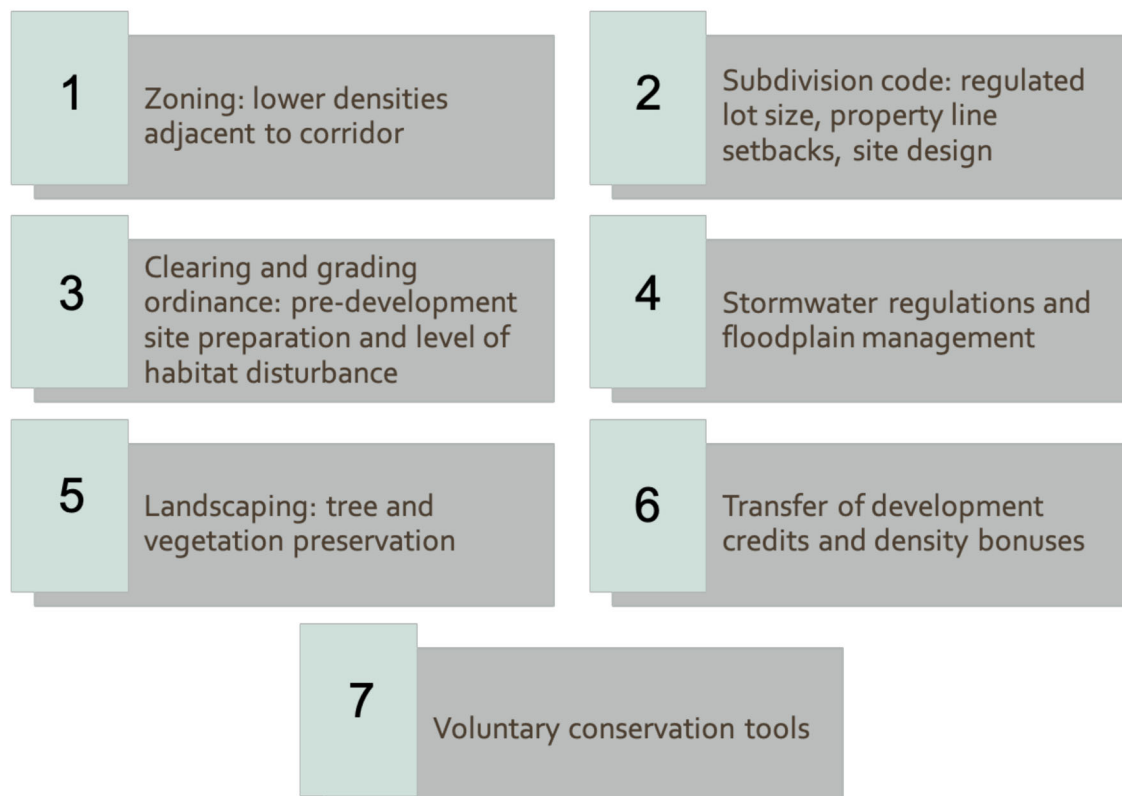 1
Zoning: lower densities
adjacent to corridor
2
Subdivision code: regulated
lot size, property line
setbacks, site design
3
Clearing and grading
ordinance: pre-development
site preparation and level of
habitat disturbance
4
Stormwater regulations and
floodplain management
5
Landscaping: tree and
vegetation preservation
6
Transfer of development
credits and density bonuses
7
Voluntary conservation tools